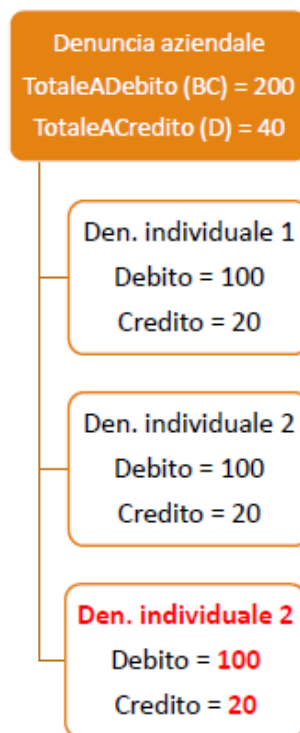 Denuncia aziendale
TotaleADebito (BC) = 200
TotaleACredito (D) = 40
Den. individuale 1
Debito = 100
Credito = 20
Den. individuale 2
Debito = 100
Credito = 20
Den. individuale 2
Debito = 100
Credito = 20